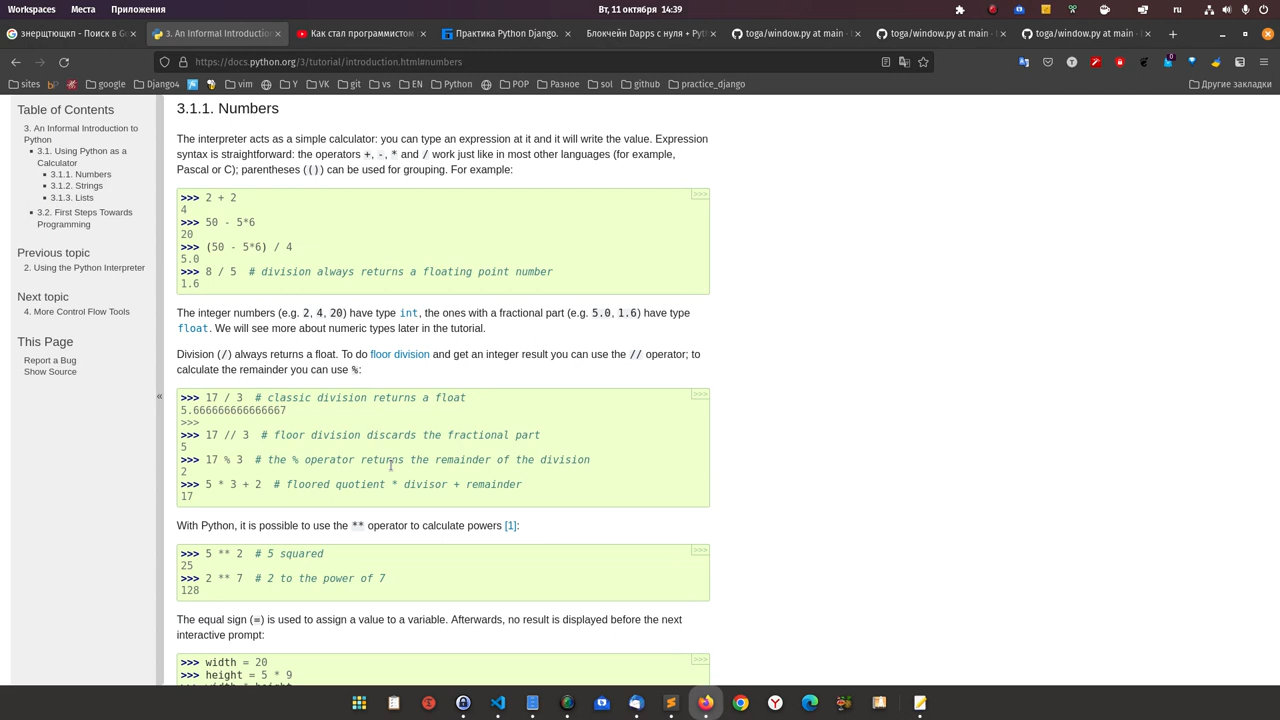 Workspaces Места Приложения Вт, 11 октября 14:39 ru
знерщтющкп - Поиск в G 3. An Informal Introduction Как стал программистом Практика Python Django. Блокчейн Dapps с нуля + Pyt toga/window.py at main · toga/window.py at main · toga/window.py at main ·
https://docs.python.org/3/tutorial/introduction.html#numbers
sites google Django4 vim Y VK git vs EN Python POP Разное sol github practice_django Другие закладки
Table of Contents
3. An Informal Introduction to
Python
3.1. Using Python as a
Calculator
3.1.1. Numbers
3.1.2. Strings
3.1.3. Lists
3.2. First Steps Towards
Programming
Previous topic
2. Using the Python Interpreter
Next topic
4. More Control Flow Tools
This Page
Report a Bug
Show Source
«
3.1.1. Numbers
The interpreter acts as a simple calculator: you can type an expression at it and it will write the value. Expression
syntax is straightforward: the operators +, -, * and / work just like in most other languages (for example,
Pascal or C); parentheses (()) can be used for grouping. For example:
>>>
>>> 2 + 2
4
>>> 50 - 5*6
20
>>> (50 - 5*6) / 4
5.0
>>> 8 / 5 # division always returns a floating point number
1.6
The integer numbers (e.g. 2, 4, 20) have type int, the ones with a fractional part (e.g. 5.0, 1.6) have type
float. We will see more about numeric types later in the tutorial.
Division (/) always returns a float. To do floor division and get an integer result you can use the // operator; to
calculate the remainder you can use %:
>>>
>>> 17 / 3 # classic division returns a float
5.666666666666667
>>>
>>> 17 // 3 # floor division discards the fractional part
5
>>> 17 % 3 # the % operator returns the remainder of the division
2
>>> 5 * 3 + 2 # floored quotient * divisor + remainder
17
With Python, it is possible to use the ** operator to calculate powers [1]:
>>>
>>> 5 ** 2 # 5 squared
25
>>> 2 ** 7 # 2 to the power of 7
128
The equal sign (=) is used to assign a value to a variable. Afterwards, no result is displayed before the next
interactive prompt:
>>>
>>> width = 20
>>> height = 5 * 9